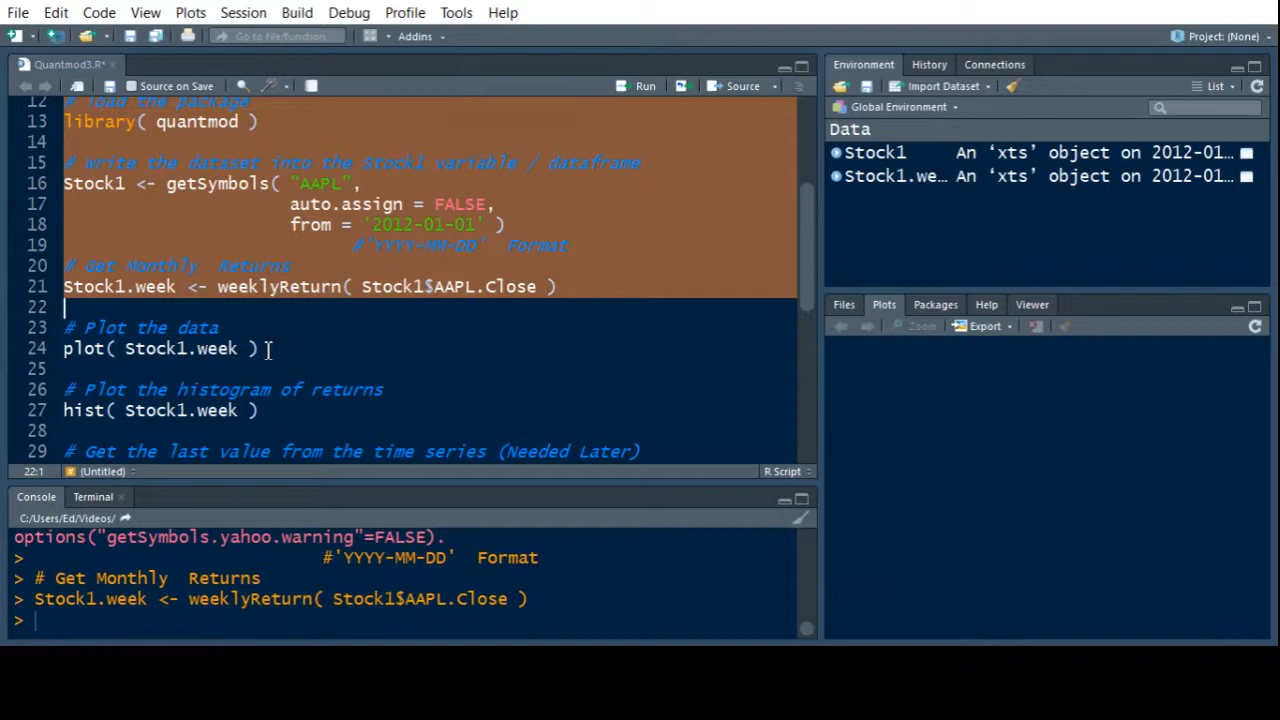 File Edit Code View Plots Session Build Debug Profile Tools Help
Go to file/function Addins Project: (None)
Quantmod3.R* Environment History Connections
Source on Save Run Source Import Dataset List
Global Environment
12 # load the package
13 library( quantmod )
14
15 # Write the dataset into the Stock1 variable / dataframe
16 Stock1 <- getSymbols( "AAPL",
17 auto.assign = FALSE,
18 from = '2012-01-01' )
19 #'YYYY-MM-DD' Format
20 # Get Monthly Returns
21 Stock1.week <- weeklyReturn( Stock1$AAPL.Close )
22
23 # Plot the data
24 plot( Stock1.week )
25
26 # Plot the histogram of returns
27 hist( Stock1.week )
28
29 # Get the last value from the time series (Needed Later)
22:1 (Untitled) R Script
Data
Stock1 An ‘xts’ object on 2012-01…
Stock1.we… An ‘xts’ object on 2012-01…
Files Plots Packages Help Viewer
Zoom Export
Console Terminal
C:/Users/Ed/Videos/
options("getSymbols.yahoo.warning"=FALSE).
> #'YYYY-MM-DD' Format
> # Get Monthly Returns
> Stock1.week <- weeklyReturn( Stock1$AAPL.Close )
>